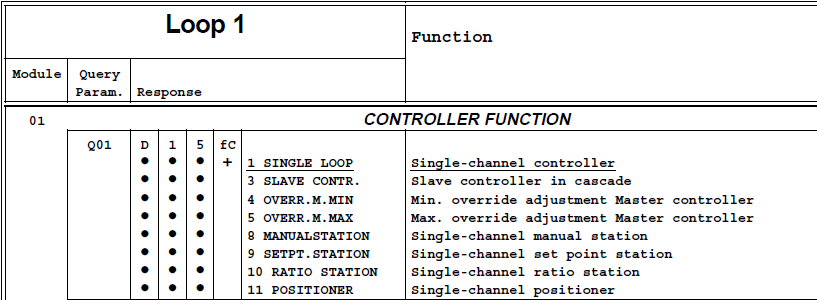 Loop 1
Function
Module Query Param. Response
01 CONTROLLER FUNCTION
Q01 D 1 5 fC
● ● ● + 1 SINGLE LOOP Single-channel controller
● ● ● 3 SLAVE CONTR. Slave controller in cascade
● ● ● 4 OVERR.M.MIN Min. override adjustment Master controller
● ● ● 5 OVERR.M.MAX Max. override adjustment Master controller
● ● ● 8 MANUALSTATION Single-channel manual station
● ● ● 9 SETPT.STATION Single-channel set point station
● ● ● 10 RATIO STATION Single-channel ratio station
● ● ● 11 POSITIONER Single-channel positioner